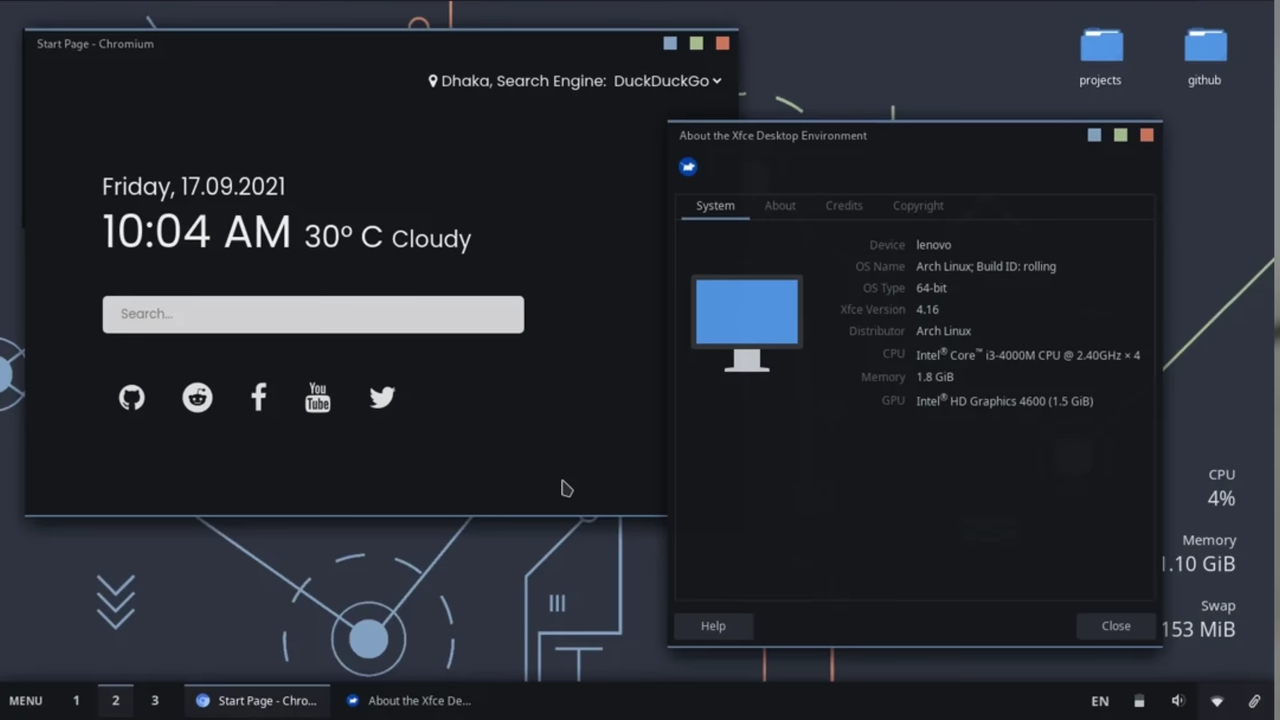 Start Page - Chromium
Dhaka, Search Engine: DuckDuckGo
Friday, 17.09.2021
10:04 AM 30° C Cloudy
Search...
You
Tube
projects
github
About the Xfce Desktop Environment
System About Credits Copyright
Device lenovo
OS Name Arch Linux; Build ID: rolling
OS Type 64-bit
Xfce Version 4.16
Distributor Arch Linux
CPU Intel® Core™ i3-4000M CPU @ 2.40GHz × 4
Memory 1.8 GiB
GPU Intel® HD Graphics 4600 (1.5 GiB)
Help Close
CPU
4%
Memory
1.10 GiB
Swap
153 MiB
MENU 1 2 3 Start Page - Chro... About the Xfce De... EN